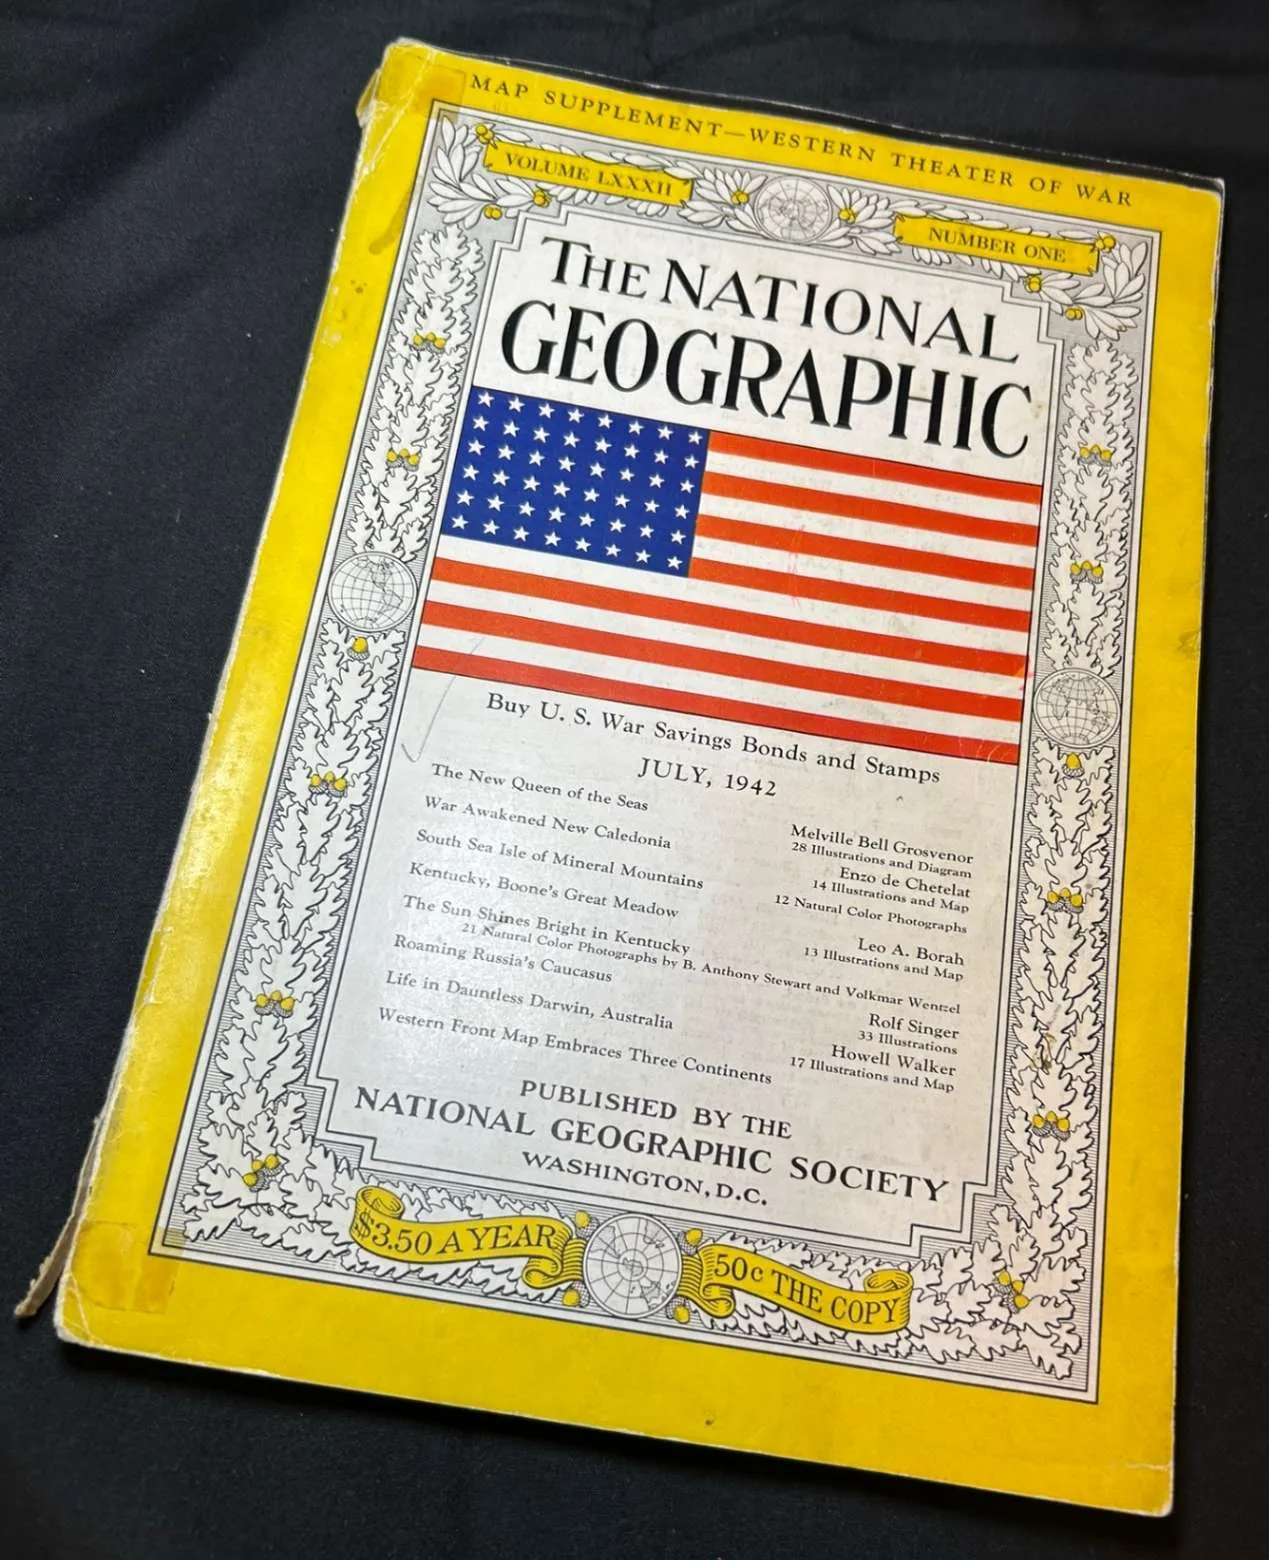 MAP SUPPLEMENT—WESTERN THEATER OF WAR
VOLUME LXXXII
NUMBER ONE
THE NATIONAL
GEOGRAPHIC
Buy U. S. War Savings Bonds and Stamps
JULY, 1942
The New Queen of the Seas
Melville Bell Grosvenor
28 Illustrations and Diagram
War Awakened New Caledonia
Enzo de Chetelat
14 Illustrations and Map
South Sea Isle of Mineral Mountains
12 Natural Color Photographs
Kentucky, Boone's Great Meadow
Leo A. Borah
13 Illustrations and Map
The Sun Shines Bright in Kentucky
21 Natural Color Photographs by B. Anthony Stewart and Volkmar Wentzel
Roaming Russia's Caucasus
Rolf Singer
33 Illustrations
Life in Dauntless Darwin, Australia
Howell Walker
17 Illustrations and Map
Western Front Map Embraces Three Continents
PUBLISHED BY THE
NATIONAL GEOGRAPHIC SOCIETY
WASHINGTON, D.C.
$3.50 A YEAR
50c THE COPY